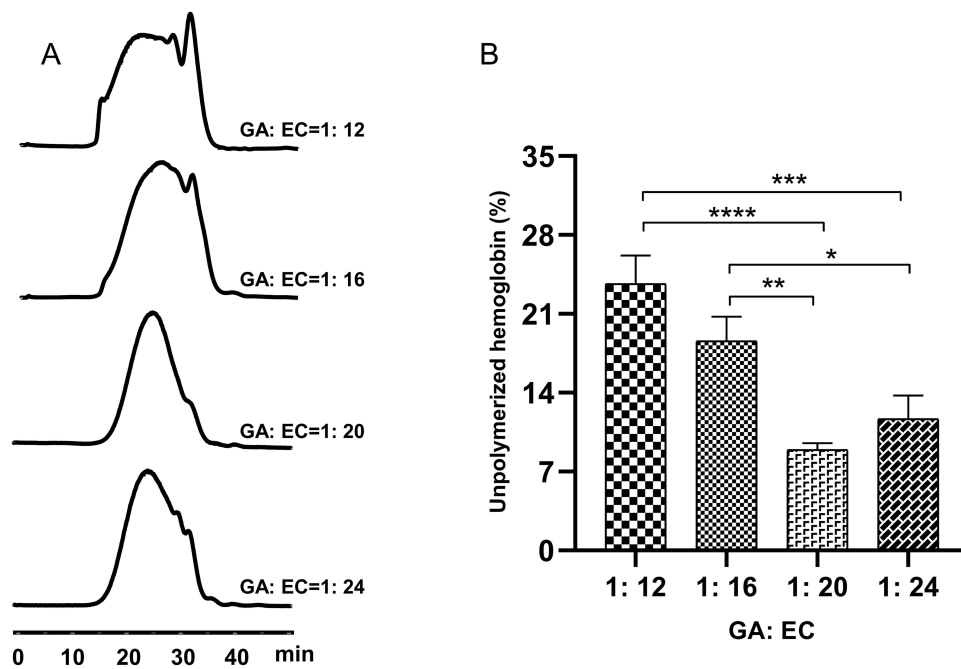 A
GA: EC=1: 12
GA: EC=1: 16
GA: EC=1: 20
GA: EC=1: 24
0 10 20 30 40 min
B
Unpolymerized hemoglobin (%)
35
28
21
14
7
0
***
****
*
**
1: 12 1: 16 1: 20 1: 24
GA: EC